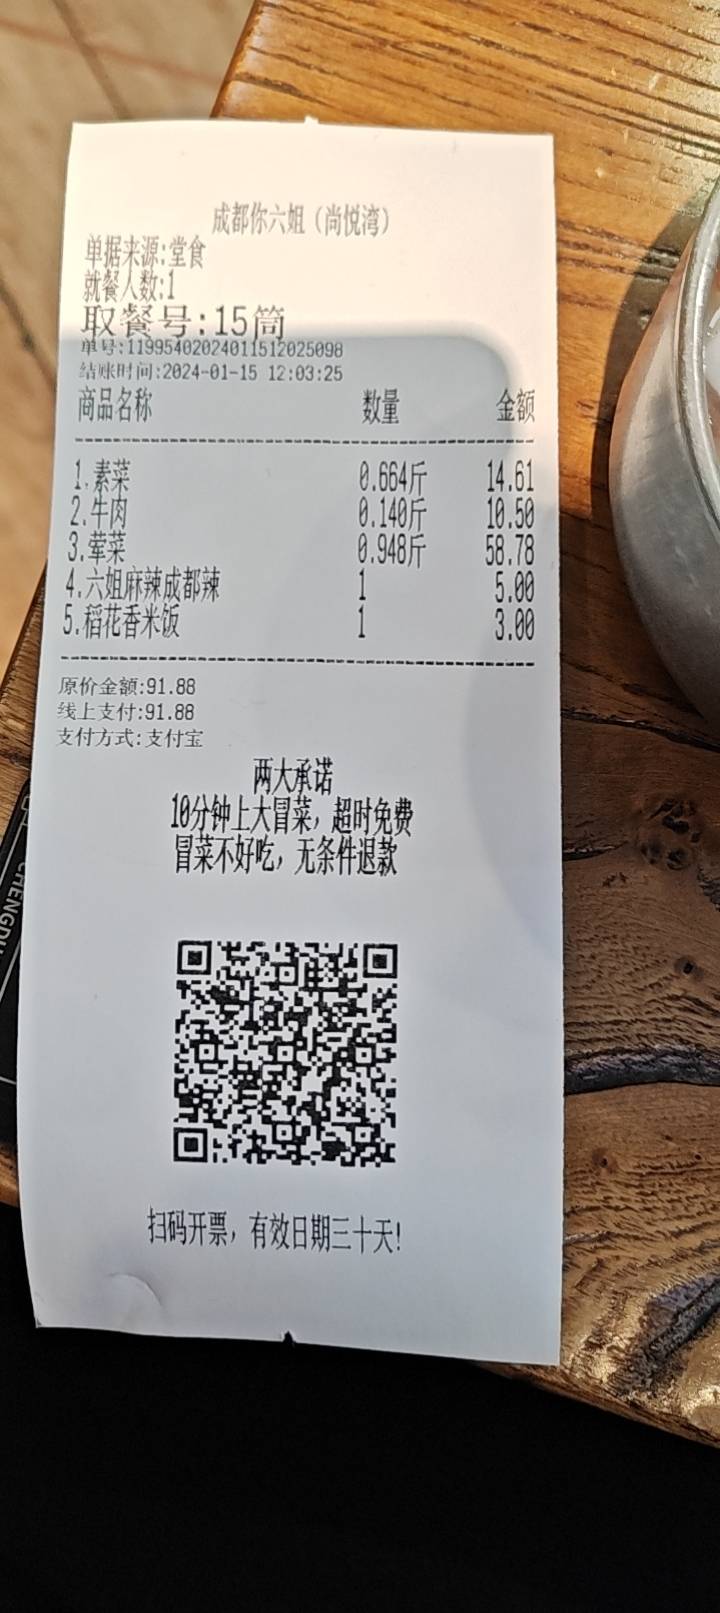 成都你六姐（尚悦湾）
单据来源:堂食
就餐人数:1
取餐号:15筒
单号:11995402024011512025098
结账时间:2024-01-15 12:03:25
商品名称 数量 金额
1.素菜 0.664斤 14.61
2.牛肉 0.140斤 10.50
3.荤菜 0.948斤 58.78
4.六姐麻辣成都辣 1 5.00
5.稻花香米饭 1 3.00
原价金额:91.88
线上支付:91.88
支付方式:支付宝
两大承诺
10分钟上大冒菜，超时免费
冒菜不好吃，无条件退款
扫码开票，有效日期三十天!